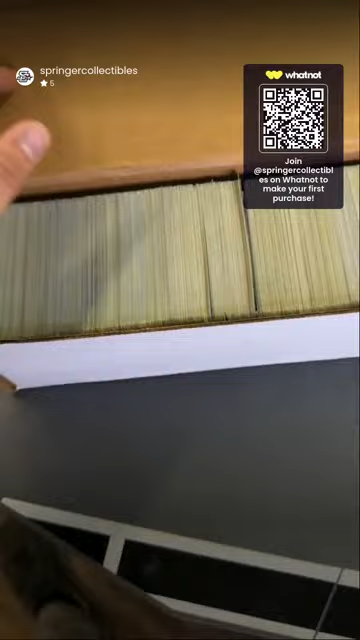 springercollectibles
5
whatnot
Join
@springercollectibl
es on Whatnot to
make your first
purchase!